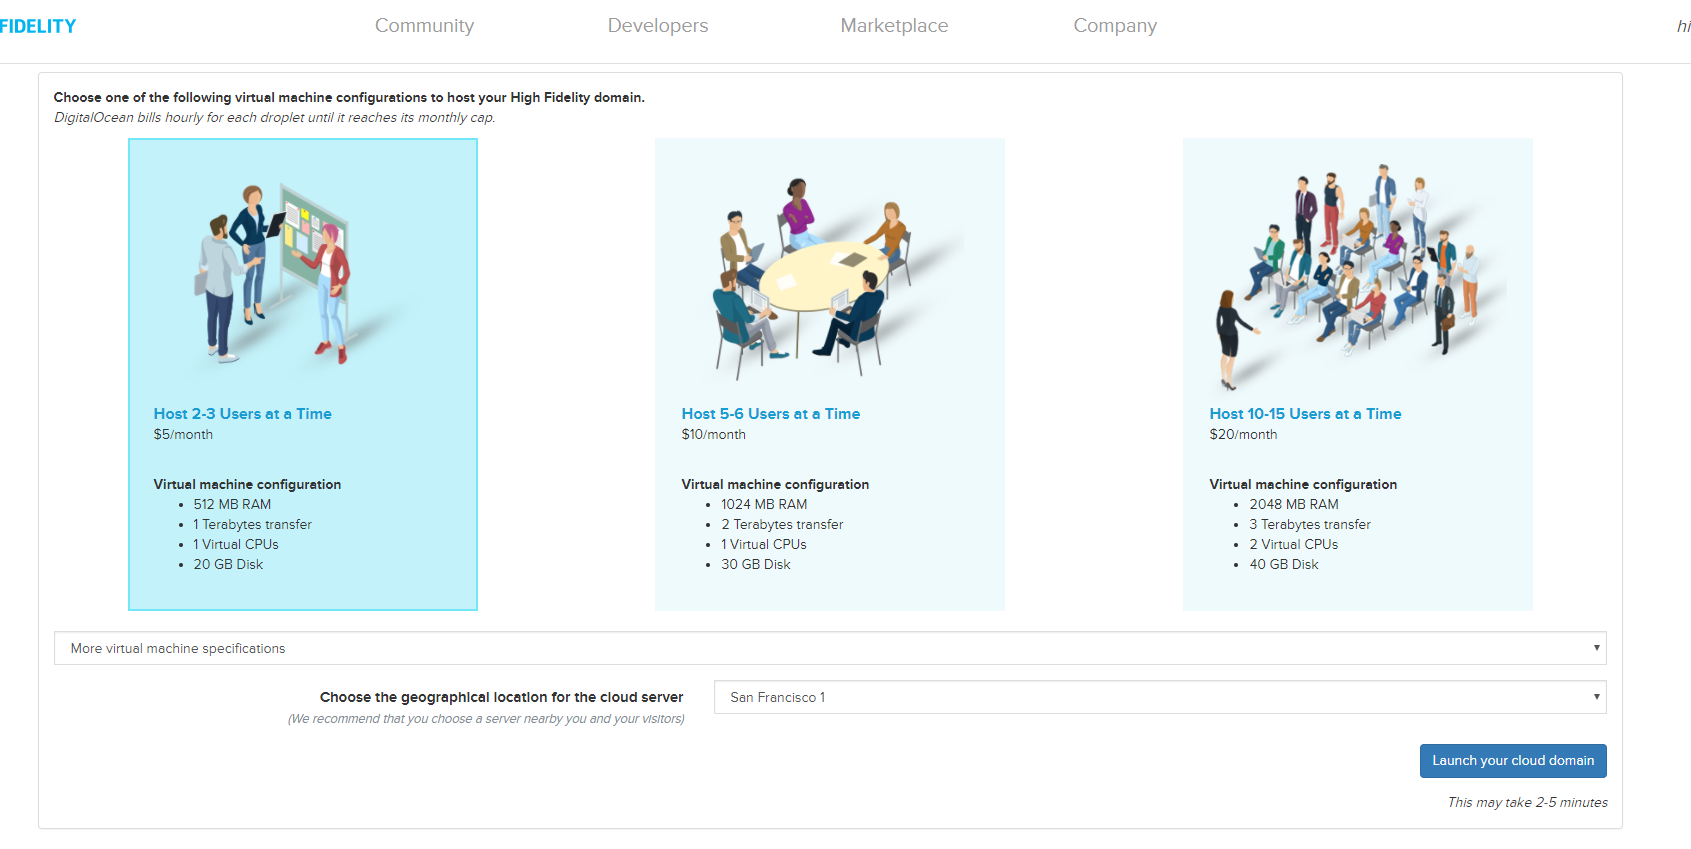 FIDELITY
Community
Developers
Marketplace
Company
hi
Choose one of the following virtual machine configurations to host your High Fidelity domain.
DigitalOcean bills hourly for each droplet until it reaches its monthly cap.
Host 2-3 Users at a Time
$5/month
Virtual machine configuration
• 512 MB RAM
• 1 Terabytes transfer
• 1 Virtual CPUs
• 20 GB Disk
Host 5-6 Users at a Time
$10/month
Virtual machine configuration
• 1024 MB RAM
• 2 Terabytes transfer
• 1 Virtual CPUs
• 30 GB Disk
Host 10-15 Users at a Time
$20/month
Virtual machine configuration
• 2048 MB RAM
• 3 Terabytes transfer
• 2 Virtual CPUs
• 40 GB Disk
More virtual machine specifications
Choose the geographical location for the cloud server
San Francisco 1
(We recommend that you choose a server nearby you and your visitors)
Launch your cloud domain
This may take 2-5 minutes